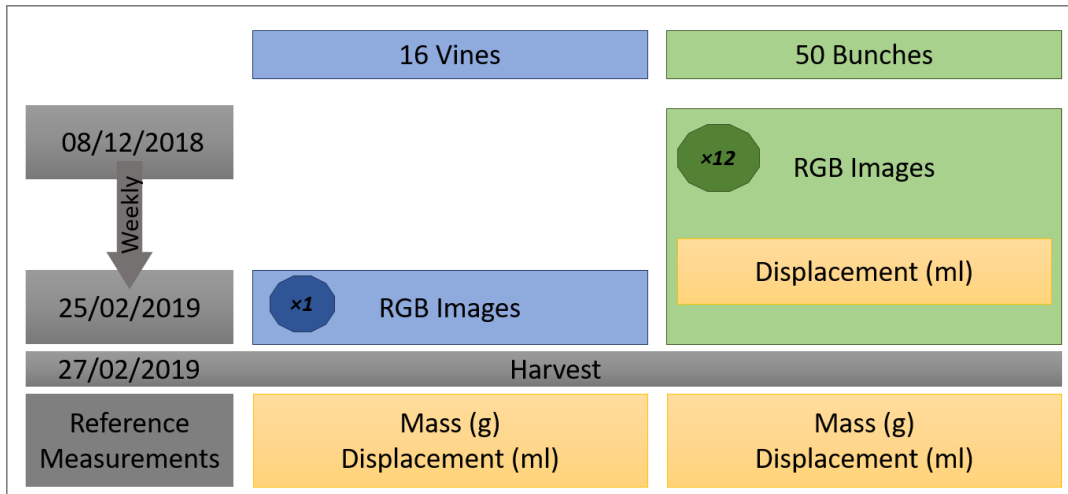 16 Vines
50 Bunches
08/12/2018
×12
RGB Images
Weekly
Displacement (ml)
25/02/2019
×1
RGB Images
27/02/2019
Harvest
Reference
Measurements
Mass (g)
Displacement (ml)
Mass (g)
Displacement (ml)